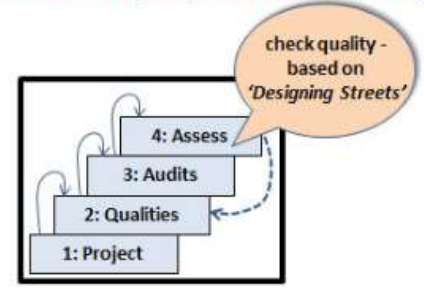 check quality -
based on
'Designing Streets'
4: Assess
3: Audits
2: Qualities
1: Project